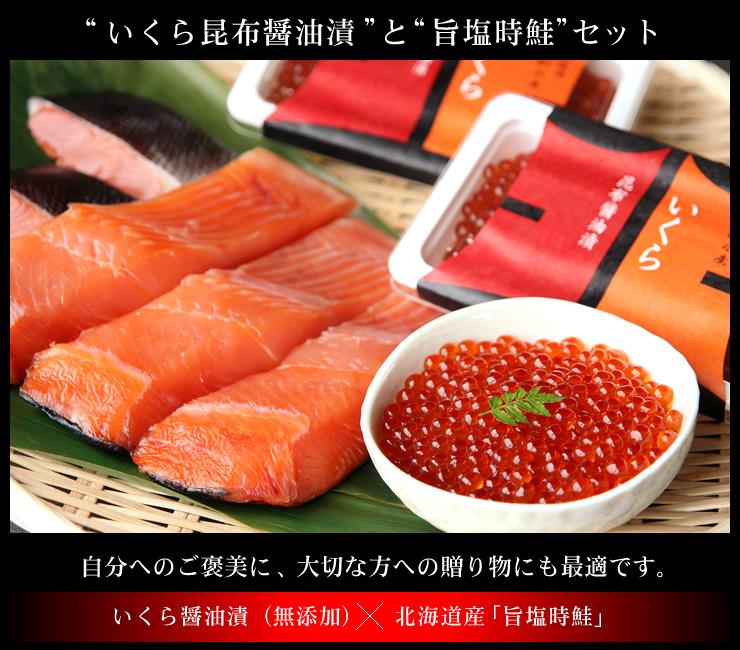 “いくら昆布醤油漬”と“旨塩時鮭”セット
いくら
いくら
昆布醤油漬
自分へのご褒美に、大切な方への贈り物にも最適です。
いくら醤油漬（無添加）× 北海道産「旨塩時鮭」